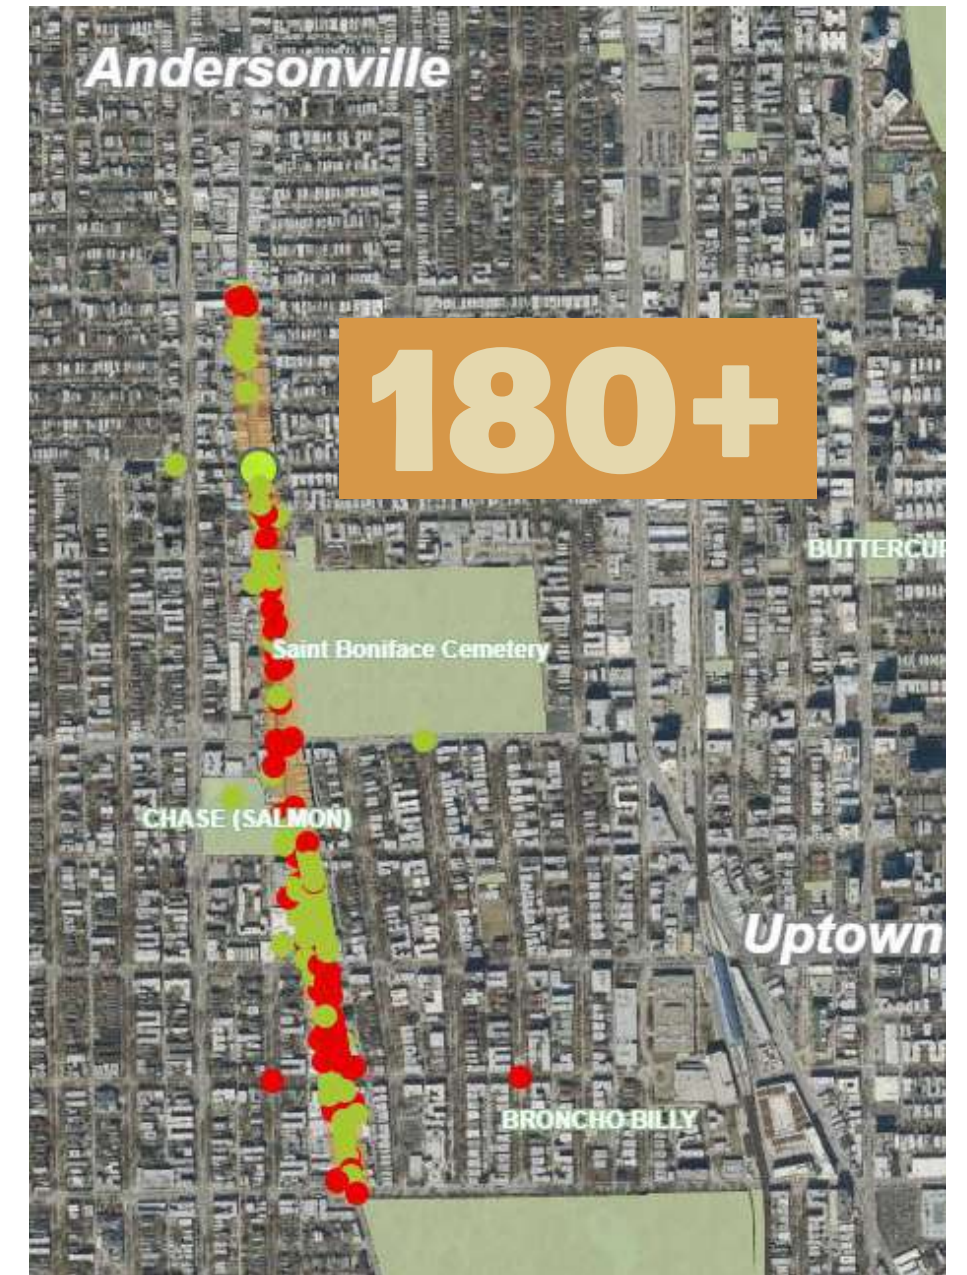 Andersonville
180+
BUTTERCUP
Saint Boniface Cemetery
CHASE (SALMON)
Uptown
BRONCHO BILLY